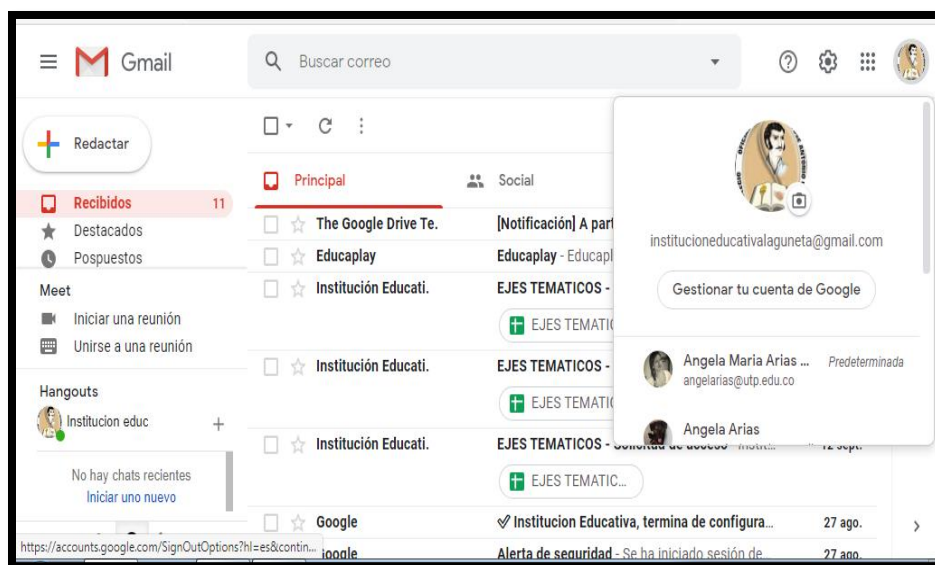 Gmail
Buscar correo
Redactar
Recibidos 11
Destacados
Pospuestos
Meet
Iniciar una reunión
Unirse a una reunión
Hangouts
Institucion educ
No hay chats recientes
Iniciar uno nuevo
https://accounts.google.com/SignOutOptions?hl=es&contin...
Principal
Social
The Google Drive Te. [Notificación] A part
Educaplay Educaplay - Educapl
Institución Educati. EJES TEMATICOS -
EJES TEMATIC
Institución Educati. EJES TEMATICOS -
EJES TEMATIC
Institución Educati. EJES TEMATICOS - 12 sept.
EJES TEMATIC...
Google Institucion Educativa, termina de configura... 27 ago.
Google Alerta de seguridad - Se ha iniciado sesión de 27 ago.
institucioneducativalaguneta@gmail.com
Gestionar tu cuenta de Google
Angela Maria Arias ... Predeterminada
angelarias@utp.edu.co
Angela Arias